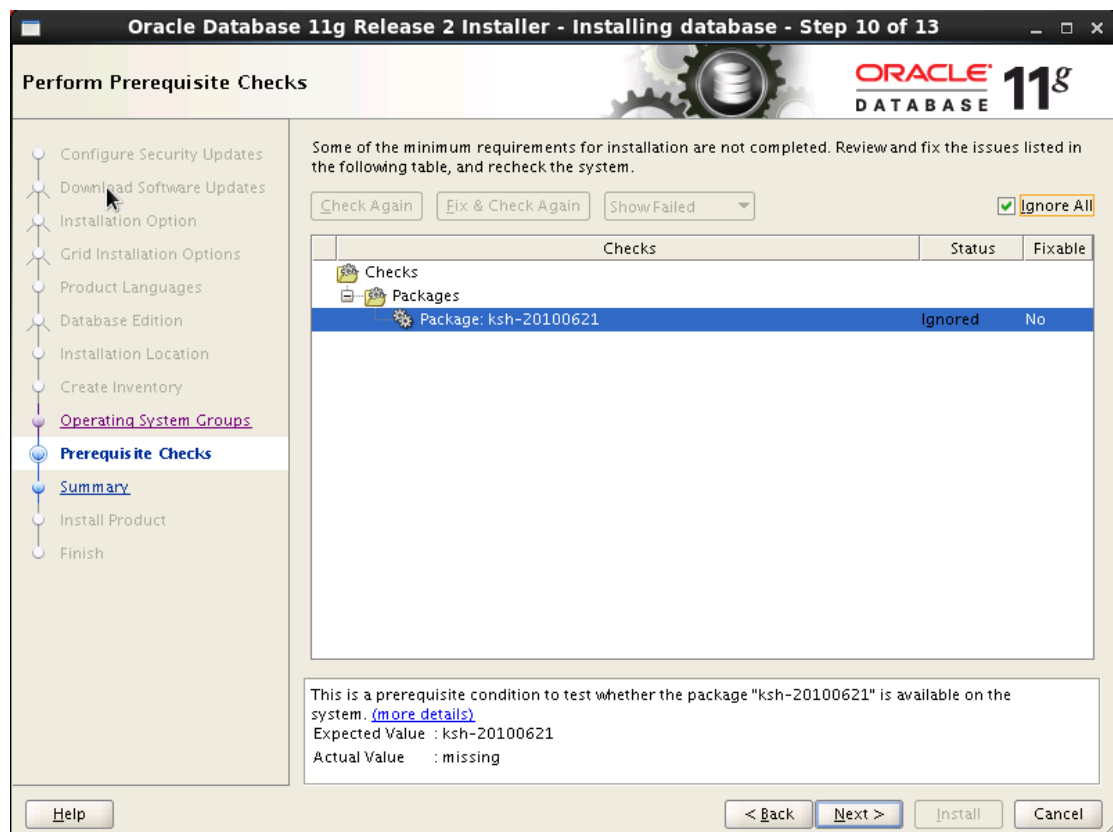 Oracle Database 11g Release 2 Installer - Installing database - Step 10 of 13
Perform Prerequisite Checks
ORACLE 11g
DATABASE
Configure Security Updates
Download Software Updates
Installation Option
Grid Installation Options
Product Languages
Database Edition
Installation Location
Create Inventory
Operating System Groups
Prerequisite Checks
Summary
Install Product
Finish
Some of the minimum requirements for installation are not completed. Review and fix the issues listed in
the following table, and recheck the system.
Check Again Fix & Check Again Show Failed Ignore All
Checks Status Fixable
Checks
Packages
Package: ksh-20100621 Ignored No
This is a prerequisite condition to test whether the package "ksh-20100621" is available on the
system. (more details)
Expected Value : ksh-20100621
Actual Value : missing
Help < Back Next > Install Cancel